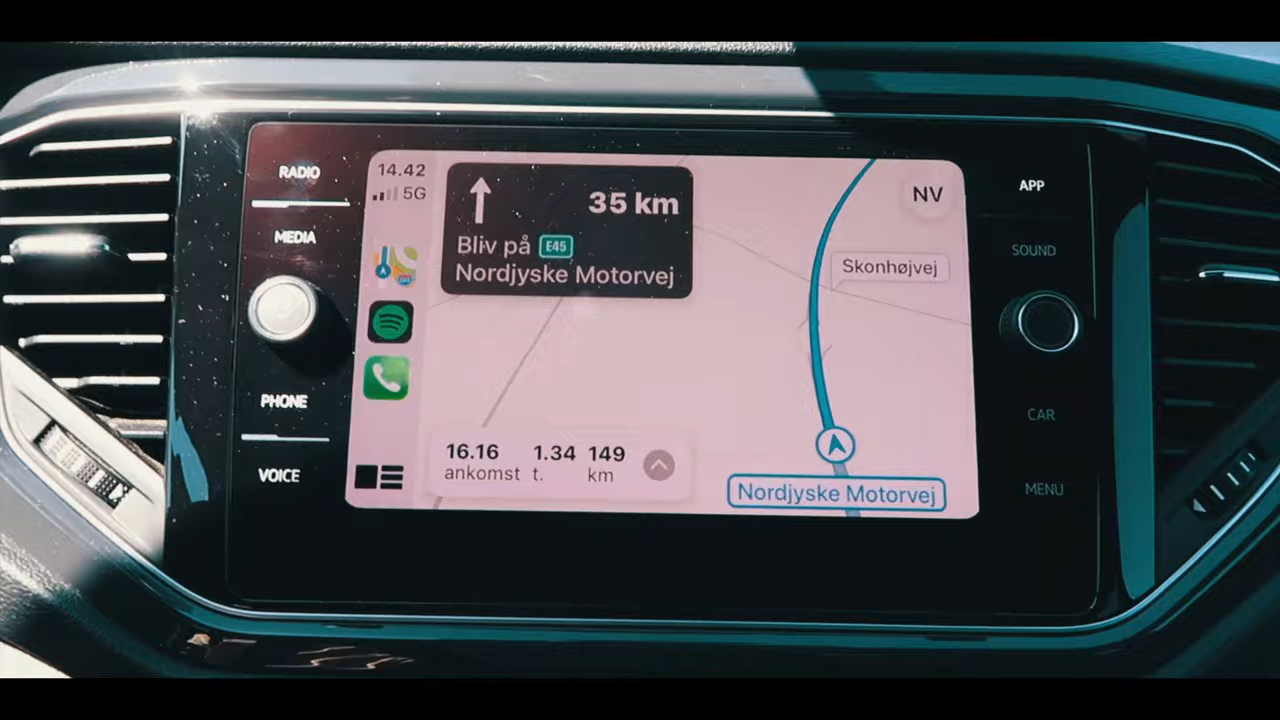 RADIO
MEDIA
PHONE
VOICE
14.42
5G
35 km
Bliv på E45
Nordjyske Motorvej
NV
Skonhøjvej
16.16 1.34 149
ankomst t. km
Nordjyske Motorvej
APP
SOUND
CAR
MENU